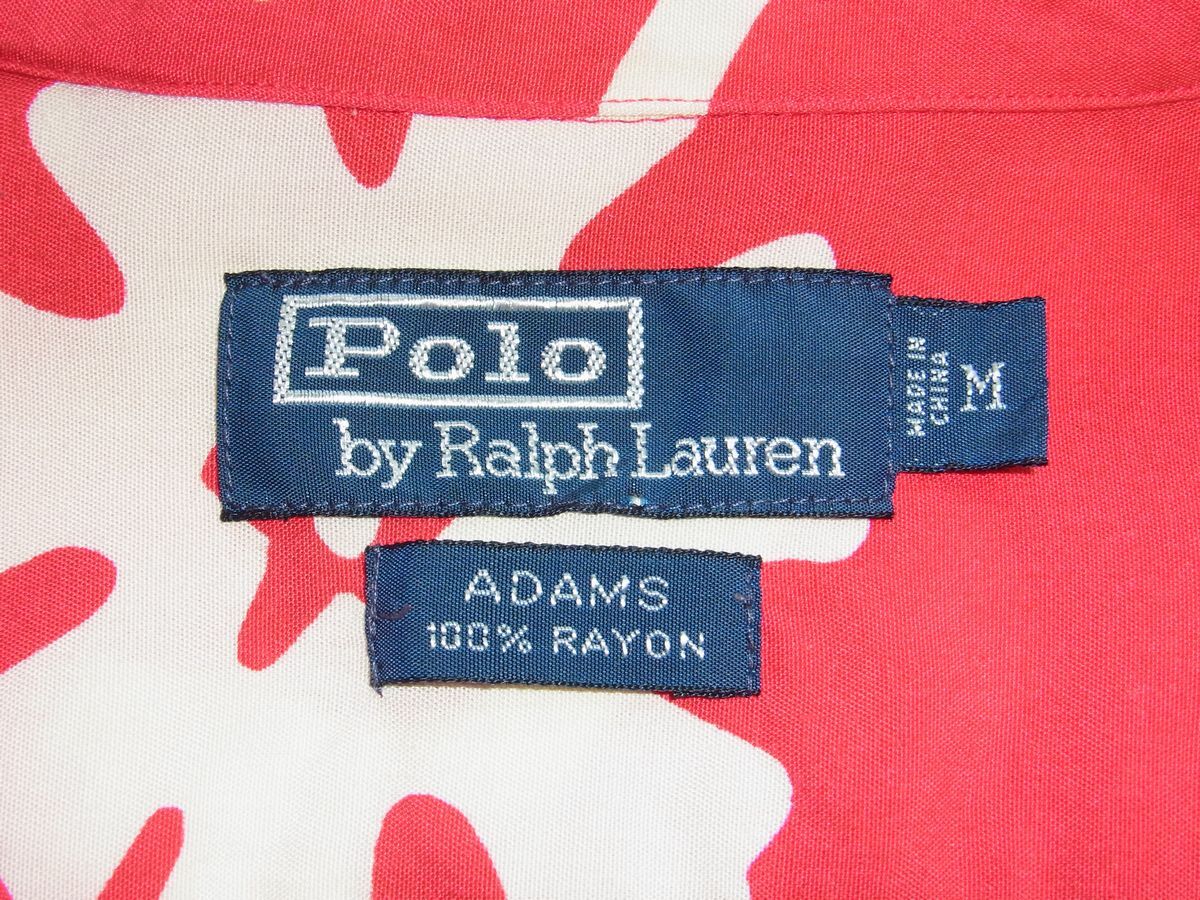 Polo
by Ralph Lauren
MADE IN
CHINA
M
ADAMS
100% RAYON